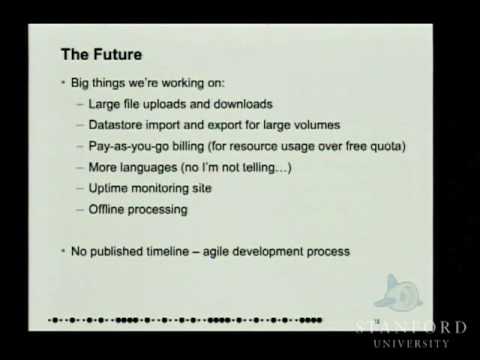 The Future
• Big things we're working on:
– Large file uploads and downloads
– Datastore import and export for large volumes
– Pay-as-you-go billing (for resource usage over free quota)
– More languages (no I'm not telling…)
– Uptime monitoring site
– Offline processing
• No published timeline – agile development process
STANFORD
UNIVERSITY